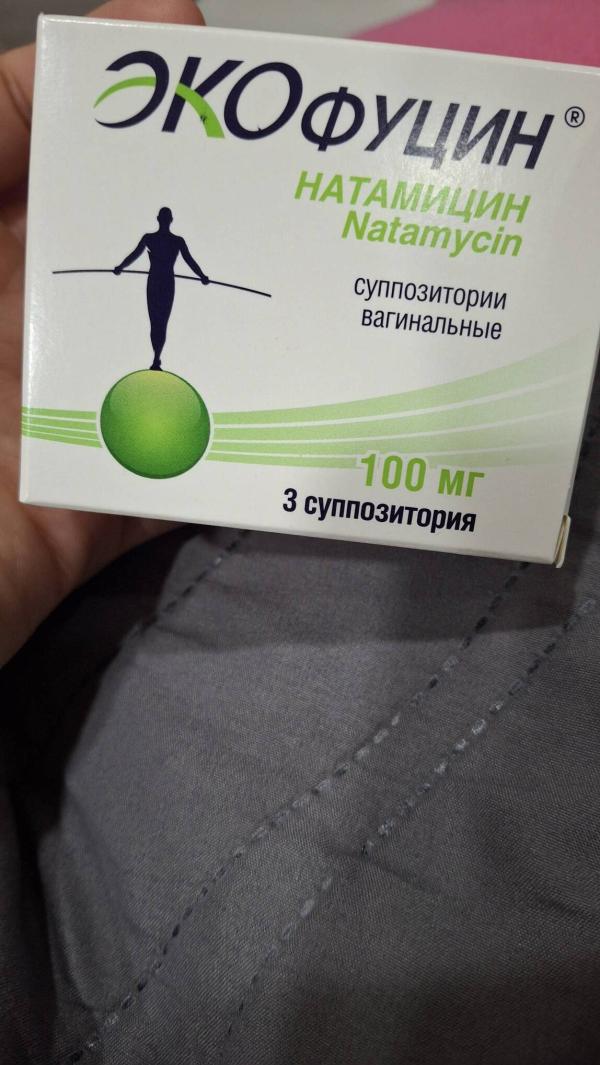 ЭКОФУЦИН®
НАТАМИЦИН
Natamycin
суппозитории
вагинальные
100 мг
3 суппозитория